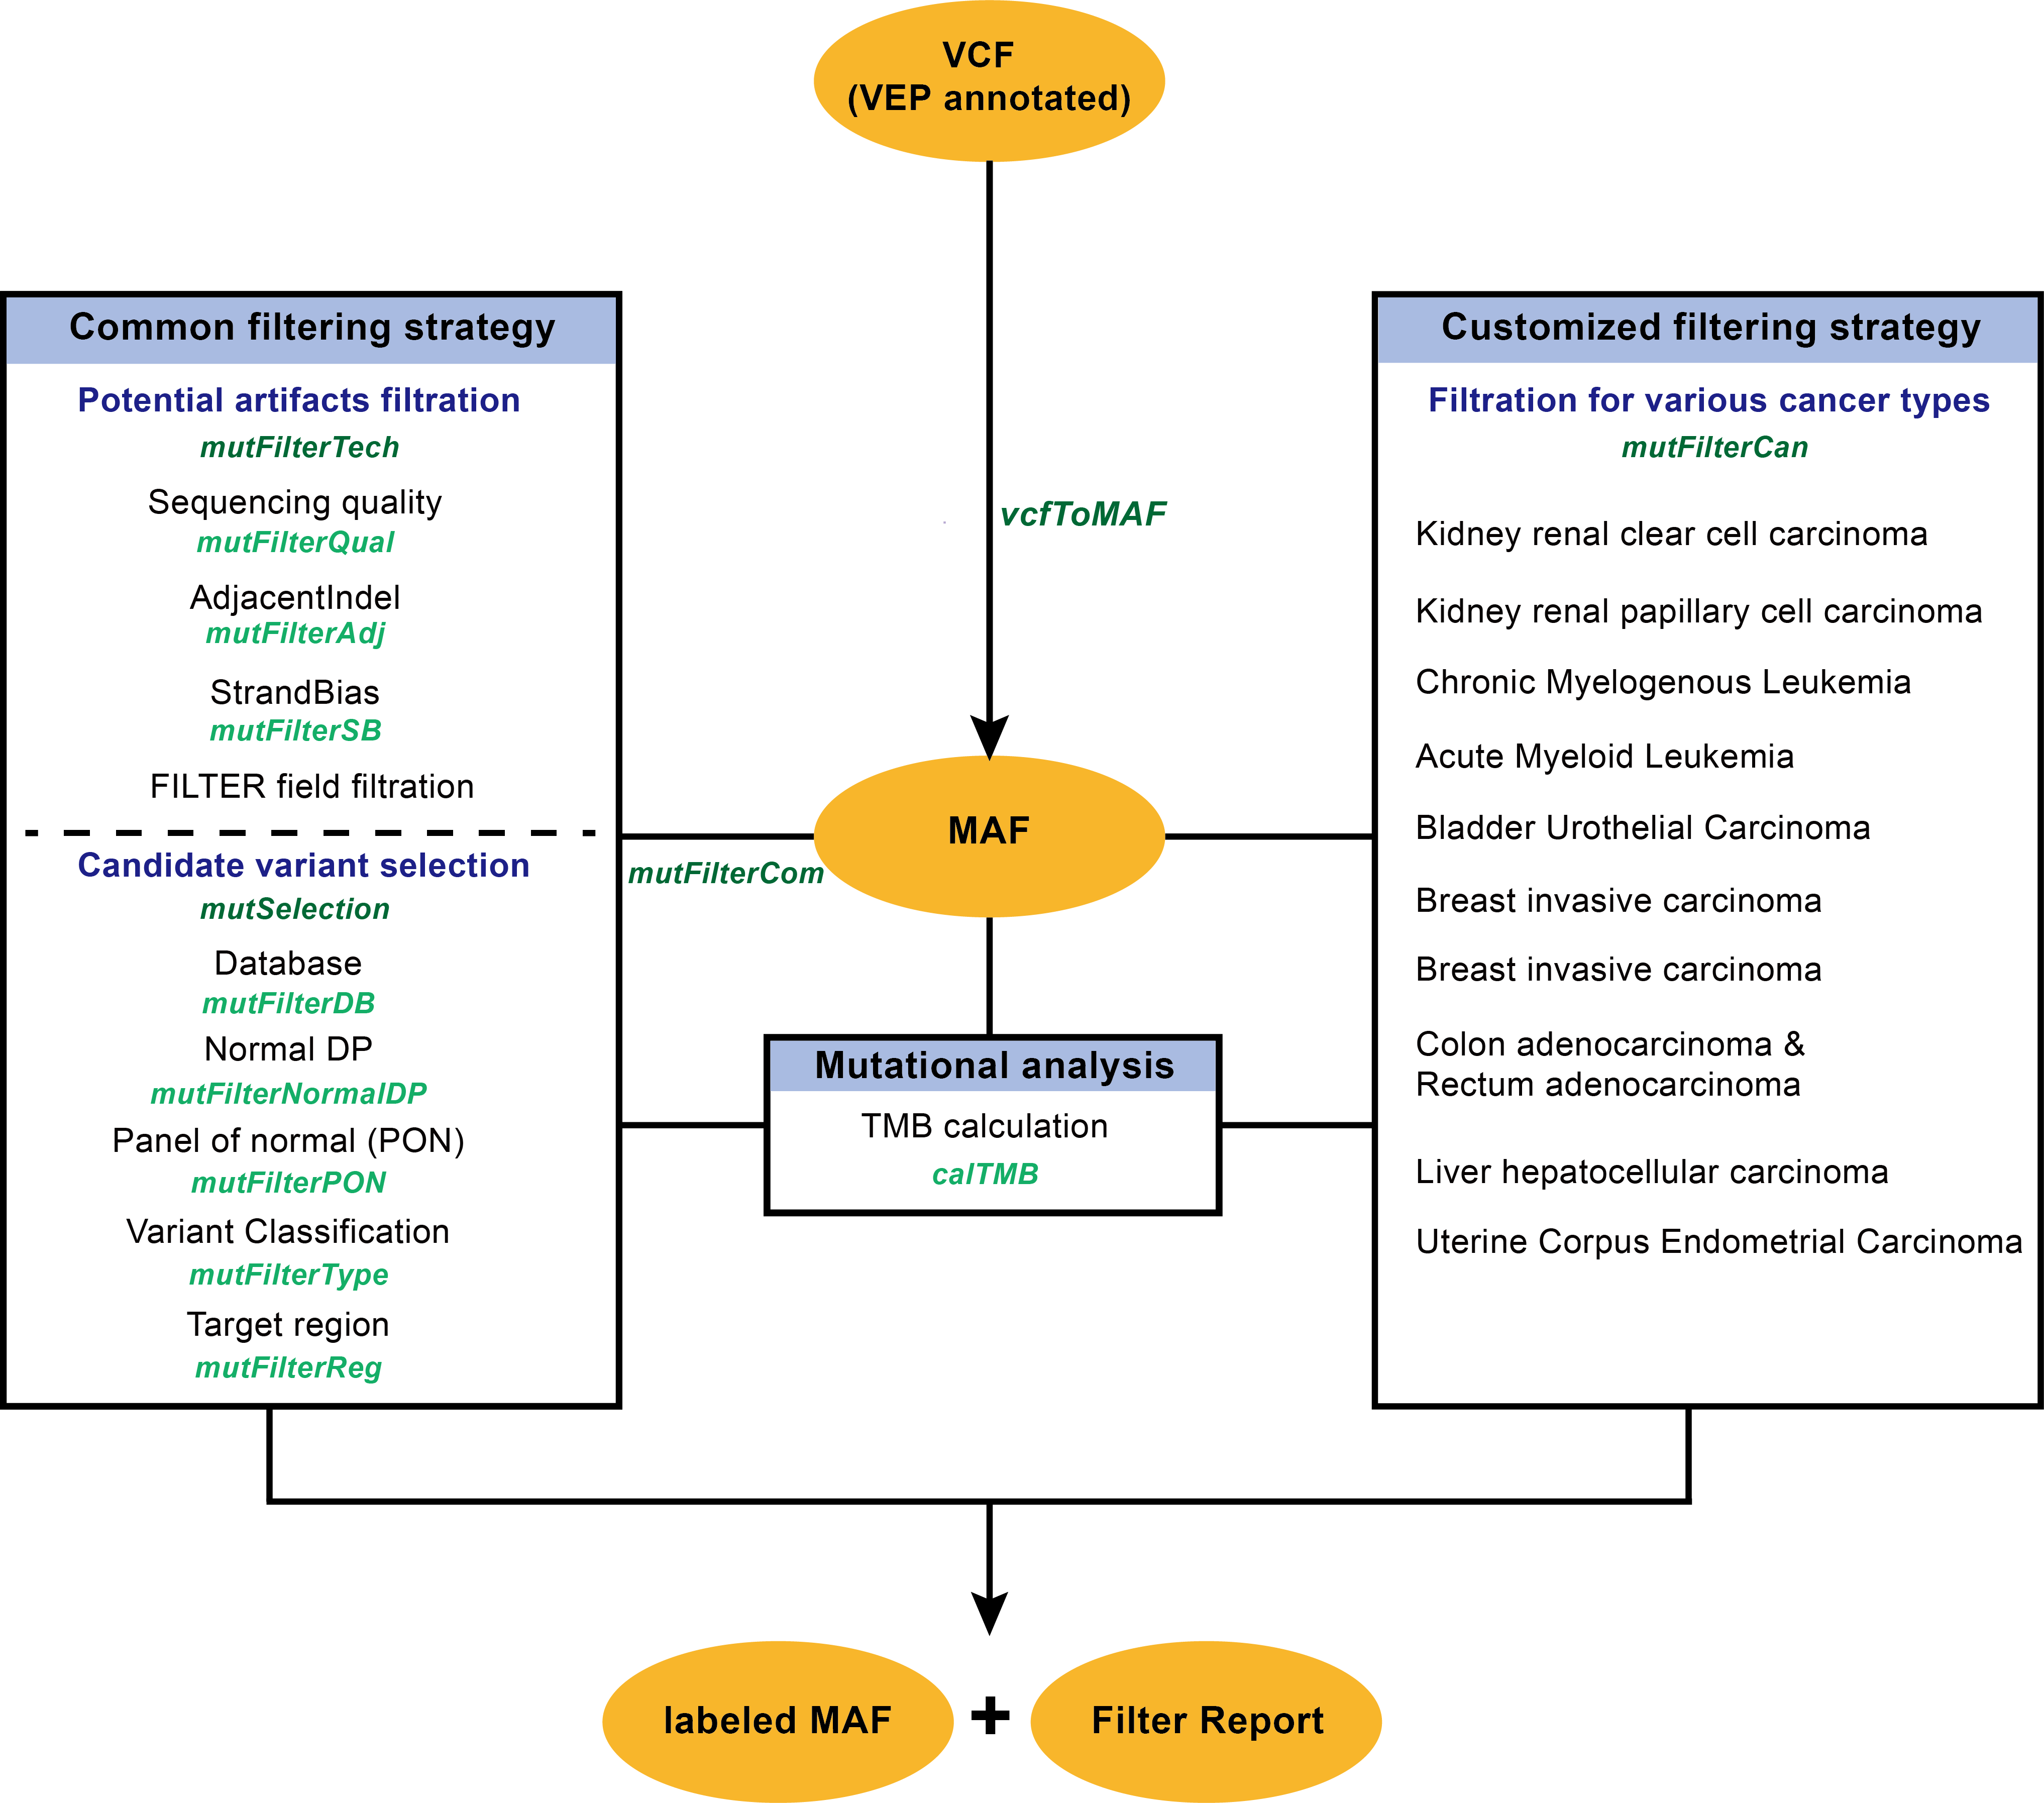 VCF
(VEP annotated)
Common filtering strategy
Potential artifacts filtration
mutFilterTech
Sequencing quality
mutFilterQual
AdjacentIndel
mutFilterAdj
StrandBias
mutFilterSB
FILTER field filtration
Candidate variant selection
mutSelection
Database
mutFilterDB
Normal DP
mutFilterNormalDP
Panel of normal (PON)
mutFilterPON
Variant Classification
mutFilterType
Target region
mutFilterReg
vcfToMAF
MAF
mutFilterCom
Mutational analysis
TMB calculation
calTMB
Customized filtering strategy
Filtration for various cancer types
mutFilterCan
Kidney renal clear cell carcinoma
Kidney renal papillary cell carcinoma
Chronic Myelogenous Leukemia
Acute Myeloid Leukemia
Bladder Urothelial Carcinoma
Breast invasive carcinoma
Breast invasive carcinoma
Colon adenocarcinoma &
Rectum adenocarcinoma
Liver hepatocellular carcinoma
Uterine Corpus Endometrial Carcinoma
labeled MAF + Filter Report